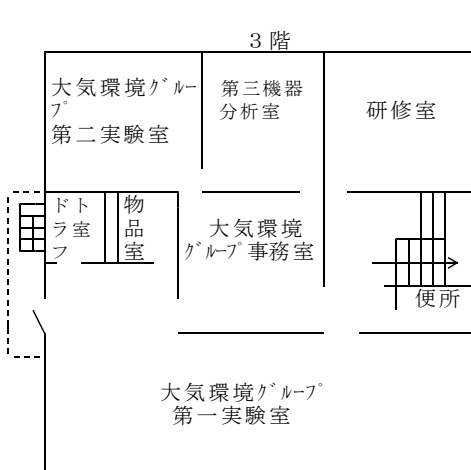 ３階
大気環境ｸﾞﾙｰ
ﾌﾟ
第二実験室
第三機器
分析室
研修室
ドト
ラ室
フ
物
品
室
大気環境
ｸﾞﾙｰﾌﾟ事務室
便所
大気環境ｸﾞﾙｰﾌﾟ
第一実験室